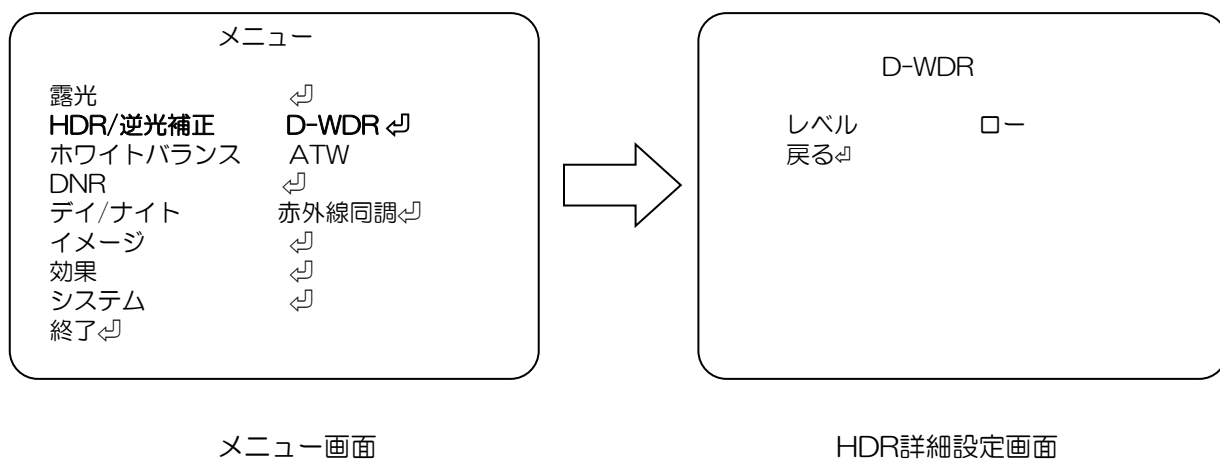 メニュー
露光 ⏎
HDR/逆光補正 D-WDR ⏎
ホワイトバランス ATW
DNR ⏎
デイ/ナイト 赤外線同調⏎
イメージ ⏎
効果 ⏎
システム ⏎
終了⏎
メニュー画面
D-WDR
レベル ロー
戻る⏎
HDR詳細設定画面